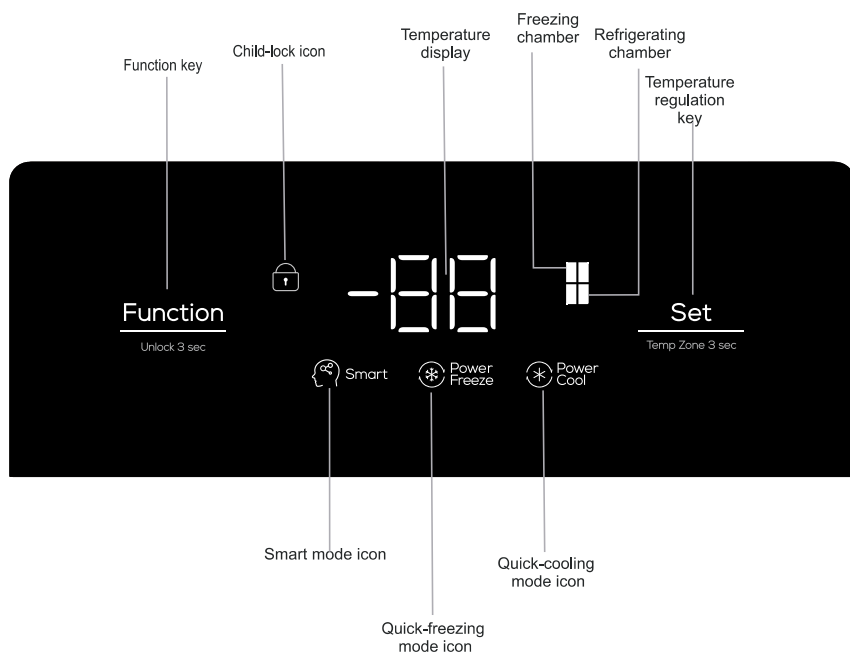 Function key
Child-lock icon
Temperature
display
Freezing
chamber
Refrigerating
chamber
Temperature
regulation
key
-88
Function
Unlock 3 sec
Set
Temp Zone 3 sec
Smart
Power
Freeze
Power
Cool
Smart mode icon
Quick-freezing
mode icon
Quick-cooling
mode icon